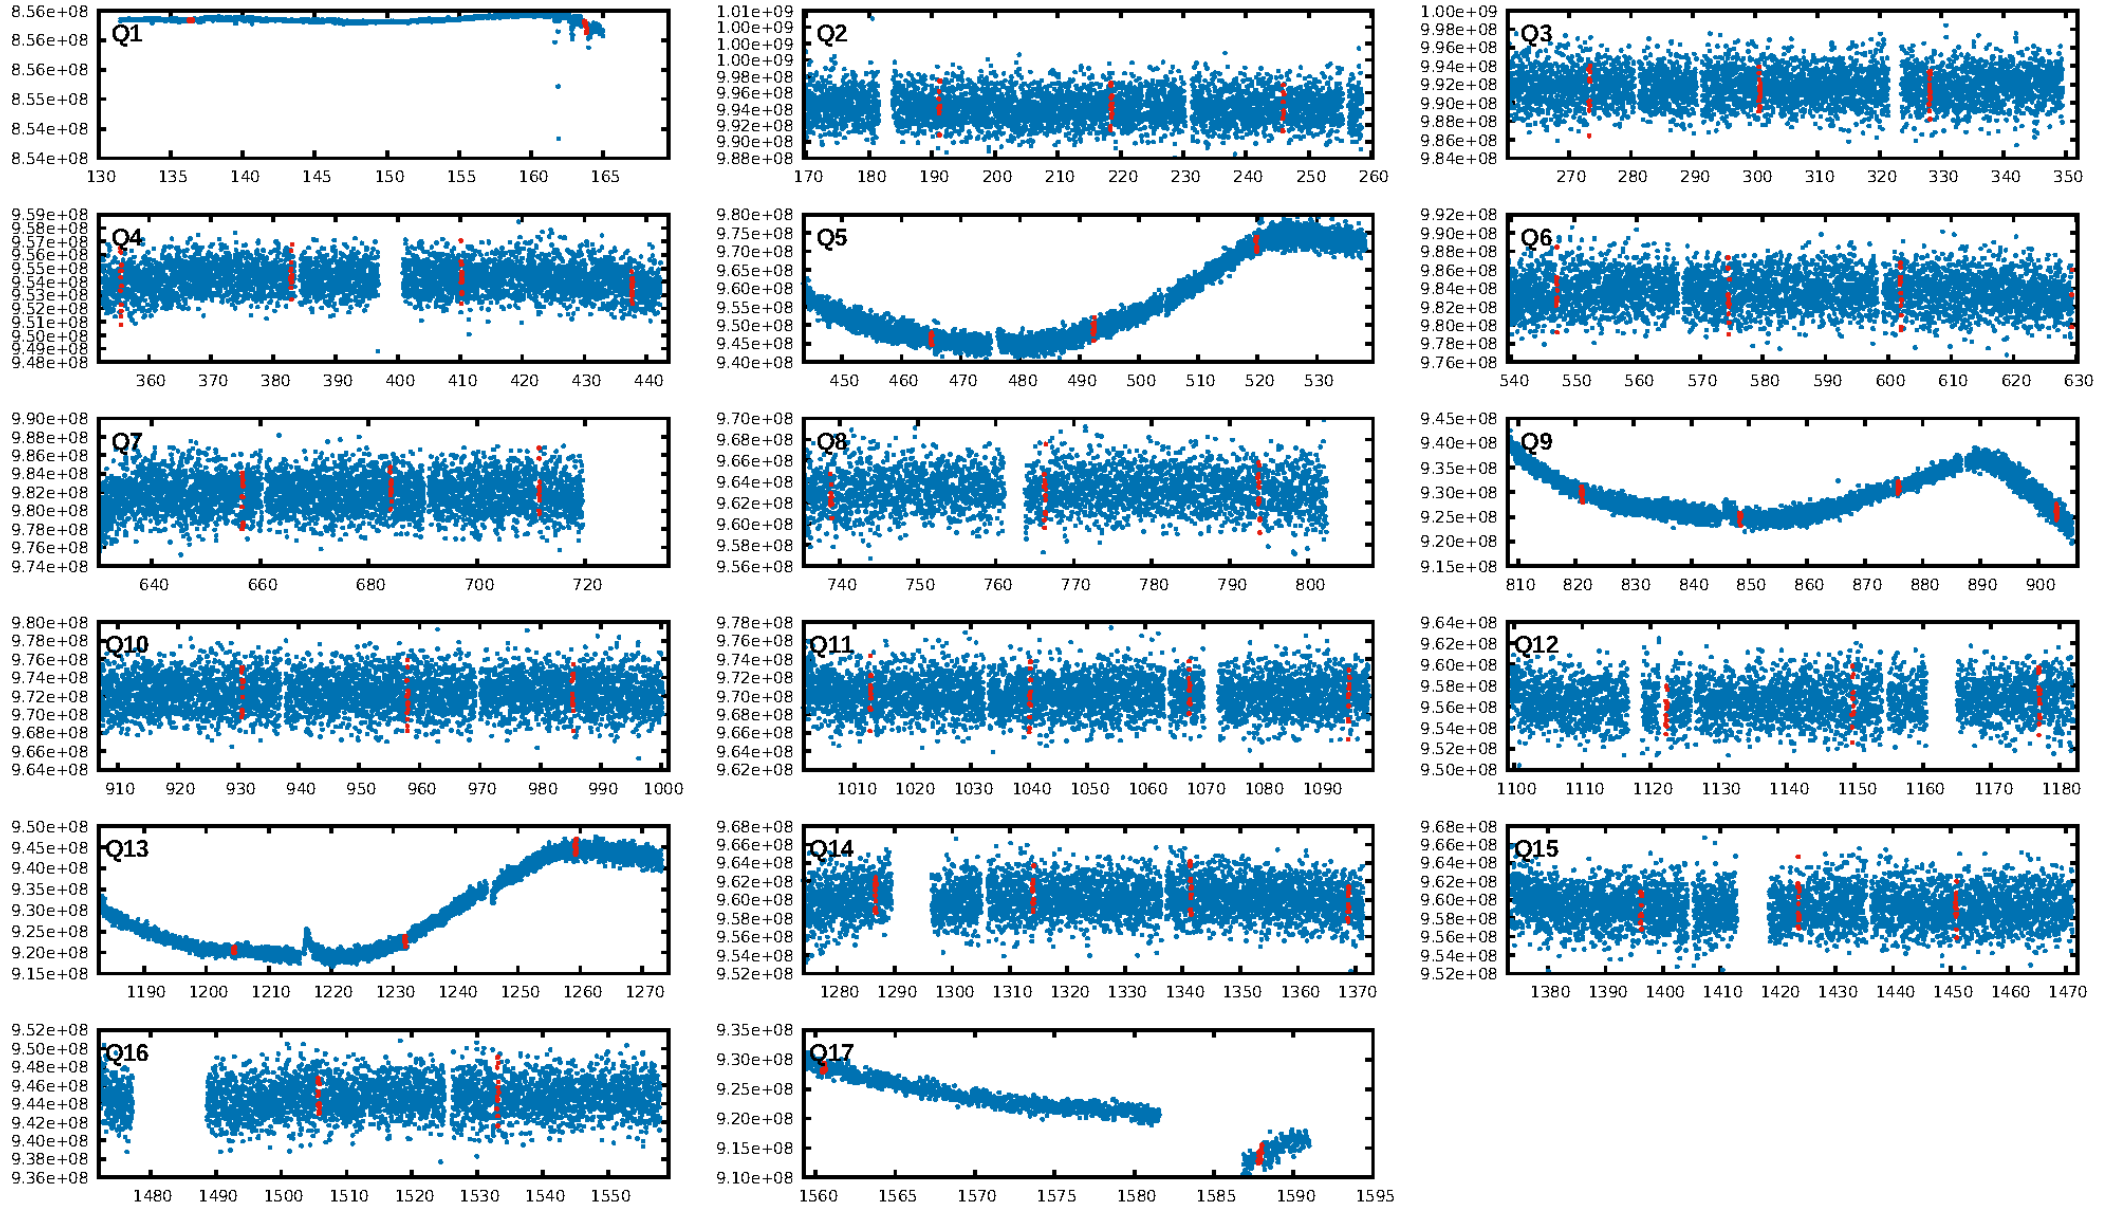 8.56e+08
8.56e+08
8.56e+08
8.55e+08
8.54e+08
8.54e+08
Q1
130 135 140 145 150 155 160 165
1.01e+09
1.00e+09
1.00e+09
1.00e+09
9.98e+08
9.96e+08
9.94e+08
9.92e+08
9.90e+08
9.88e+08
Q2
170 180 190 200 210 220 230 240 250 260
1.00e+09
9.98e+08
9.96e+08
9.94e+08
9.92e+08
9.90e+08
9.88e+08
9.86e+08
9.84e+08
Q3
270 280 290 300 310 320 330 340 350
9.59e+08
9.58e+08
9.57e+08
9.56e+08
9.55e+08
9.54e+08
9.53e+08
9.52e+08
9.51e+08
9.50e+08
9.49e+08
9.48e+08
Q4
360 370 380 390 400 410 420 430 440
9.80e+08
9.75e+08
9.70e+08
9.65e+08
9.60e+08
9.55e+08
9.50e+08
9.45e+08
9.40e+08
Q5
450 460 470 480 490 500 510 520 530
9.92e+08
9.90e+08
9.88e+08
9.86e+08
9.84e+08
9.82e+08
9.80e+08
9.78e+08
9.76e+08
Q6
540 550 560 570 580 590 600 610 620 630
9.90e+08
9.88e+08
9.86e+08
9.84e+08
9.82e+08
9.80e+08
9.78e+08
9.76e+08
9.74e+08
Q7
640 660 680 700 720
9.70e+08
9.68e+08
9.66e+08
9.64e+08
9.62e+08
9.60e+08
9.58e+08
9.56e+08
Q8
740 750 760 770 780 790 800
9.45e+08
9.40e+08
9.35e+08
9.30e+08
9.25e+08
9.20e+08
9.15e+08
Q9
810 820 830 840 850 860 870 880 890 900
9.80e+08
9.78e+08
9.76e+08
9.74e+08
9.72e+08
9.70e+08
9.68e+08
9.66e+08
9.64e+08
Q10
910 920 930 940 950 960 970 980 990 1000
9.78e+08
9.76e+08
9.74e+08
9.72e+08
9.70e+08
9.68e+08
9.66e+08
9.64e+08
9.62e+08
Q11
1010 1020 1030 1040 1050 1060 1070 1080 1090
9.64e+08
9.62e+08
9.60e+08
9.58e+08
9.56e+08
9.54e+08
9.52e+08
9.50e+08
Q12
1100 1110 1120 1130 1140 1150 1160 1170 1180
9.50e+08
9.45e+08
9.40e+08
9.35e+08
9.30e+08
9.25e+08
9.20e+08
9.15e+08
Q13
1190 1200 1210 1220 1230 1240 1250 1260 1270
9.68e+08
9.66e+08
9.64e+08
9.62e+08
9.60e+08
9.58e+08
9.56e+08
9.54e+08
9.52e+08
Q14
1280 1290 1300 1310 1320 1330 1340 1350 1360 1370
9.68e+08
9.66e+08
9.64e+08
9.62e+08
9.60e+08
9.58e+08
9.56e+08
9.54e+08
9.52e+08
Q15
1380 1390 1400 1410 1420 1430 1440 1450 1460 1470
9.52e+08
9.50e+08
9.48e+08
9.46e+08
9.44e+08
9.42e+08
9.40e+08
9.38e+08
9.36e+08
Q16
1480 1490 1500 1510 1520 1530 1540 1550
9.35e+08
9.30e+08
9.25e+08
9.20e+08
9.15e+08
9.10e+08
Q17
1560 1565 1570 1575 1580 1585 1590 1595